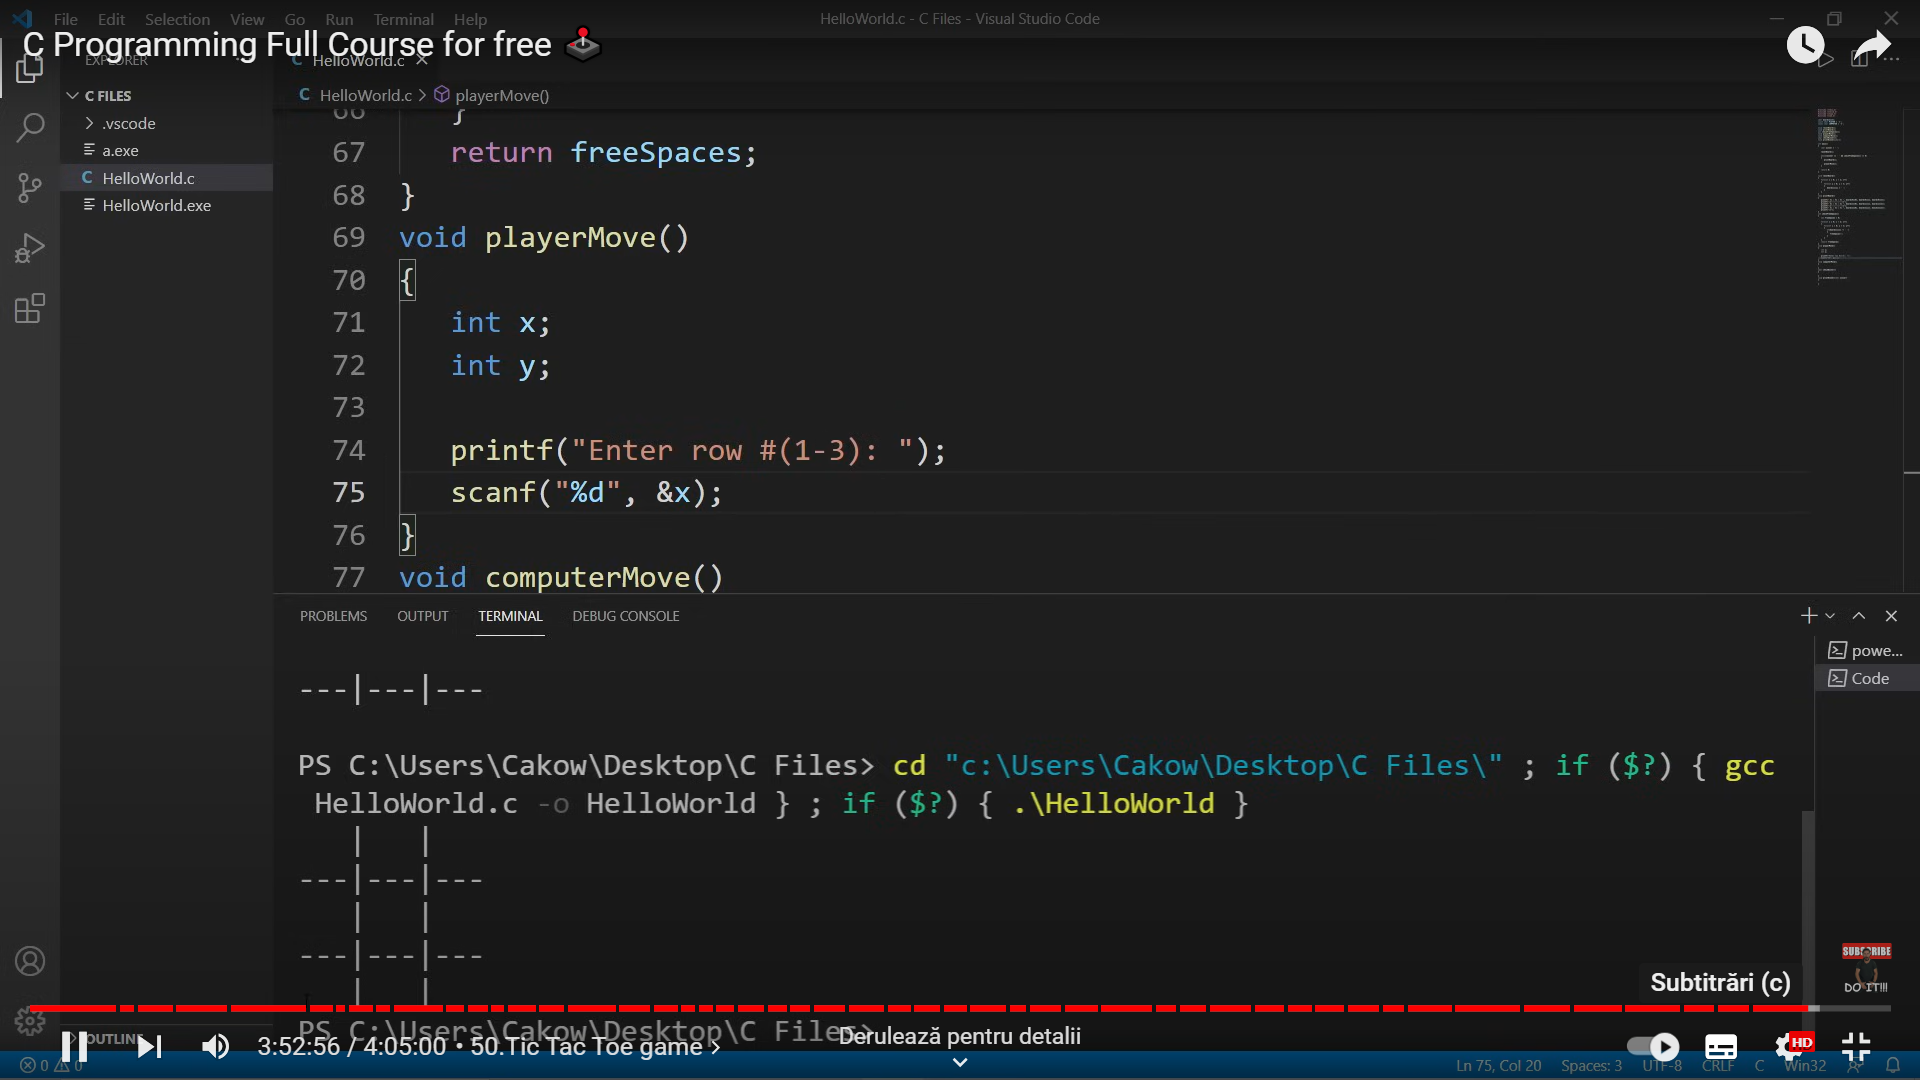 File Edit Selection View Go Run Terminal Help
HelloWorld.c - C Files - Visual Studio Code
C Programming Full Course for free
EXPLORER
C HelloWorld.c
C HelloWorld.c > playerMove()
C FILES
.vscode
a.exe
C HelloWorld.c
HelloWorld.exe
66 }
67 return freeSpaces;
68 }
69 void playerMove()
70 {
71 int x;
72 int y;
73
74 printf("Enter row #(1-3): ");
75 scanf("%d", &x);
76 }
77 void computerMove()
PROBLEMS OUTPUT TERMINAL DEBUG CONSOLE
powe...
Code
---|---|---
PS C:\Users\Cakow\Desktop\C Files> cd "c:\Users\Cakow\Desktop\C Files\" ; if ($?) { gcc
HelloWorld.c -o HelloWorld } ; if ($?) { .\HelloWorld }
| |
---|---|---
| |
---|---|---
| |
SUBSCRIBE
DO IT!!!
Subtitrări (c)
PS C:\Users\Cakow\Desktop\C Files>
OUTLINE
3:52:56 / 4:05:00 • 50.Tic Tac Toe game >
Derulează pentru detalii
HD
0 0
Ln 75, Col 20 Spaces: 3 UTF-8 CRLF C Win32